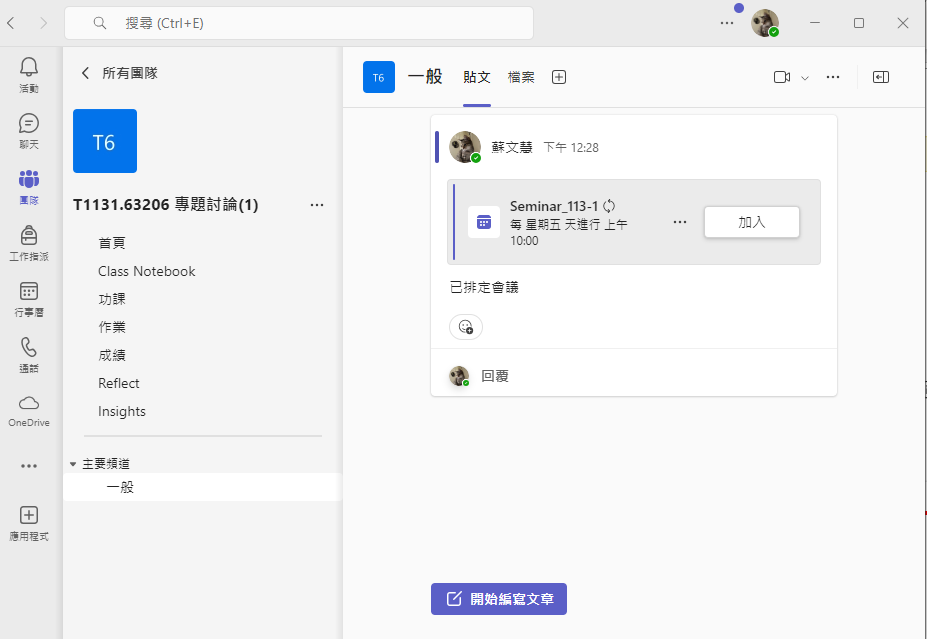 搜尋 (Ctrl+E)
活動
聊天
團隊
工作指派
行事曆
通話
OneDrive
應用程式
所有團隊
T6
T1131.63206 專題討論(1)
首頁
Class Notebook
功課
作業
成績
Reflect
Insights
主要頻道
一般
T6
一般
貼文
檔案
蘇文慧 下午 12:28
Seminar_113-1
每 星期五 天進行 上午
10:00
加入
已排定會議
回覆
開始編寫文章